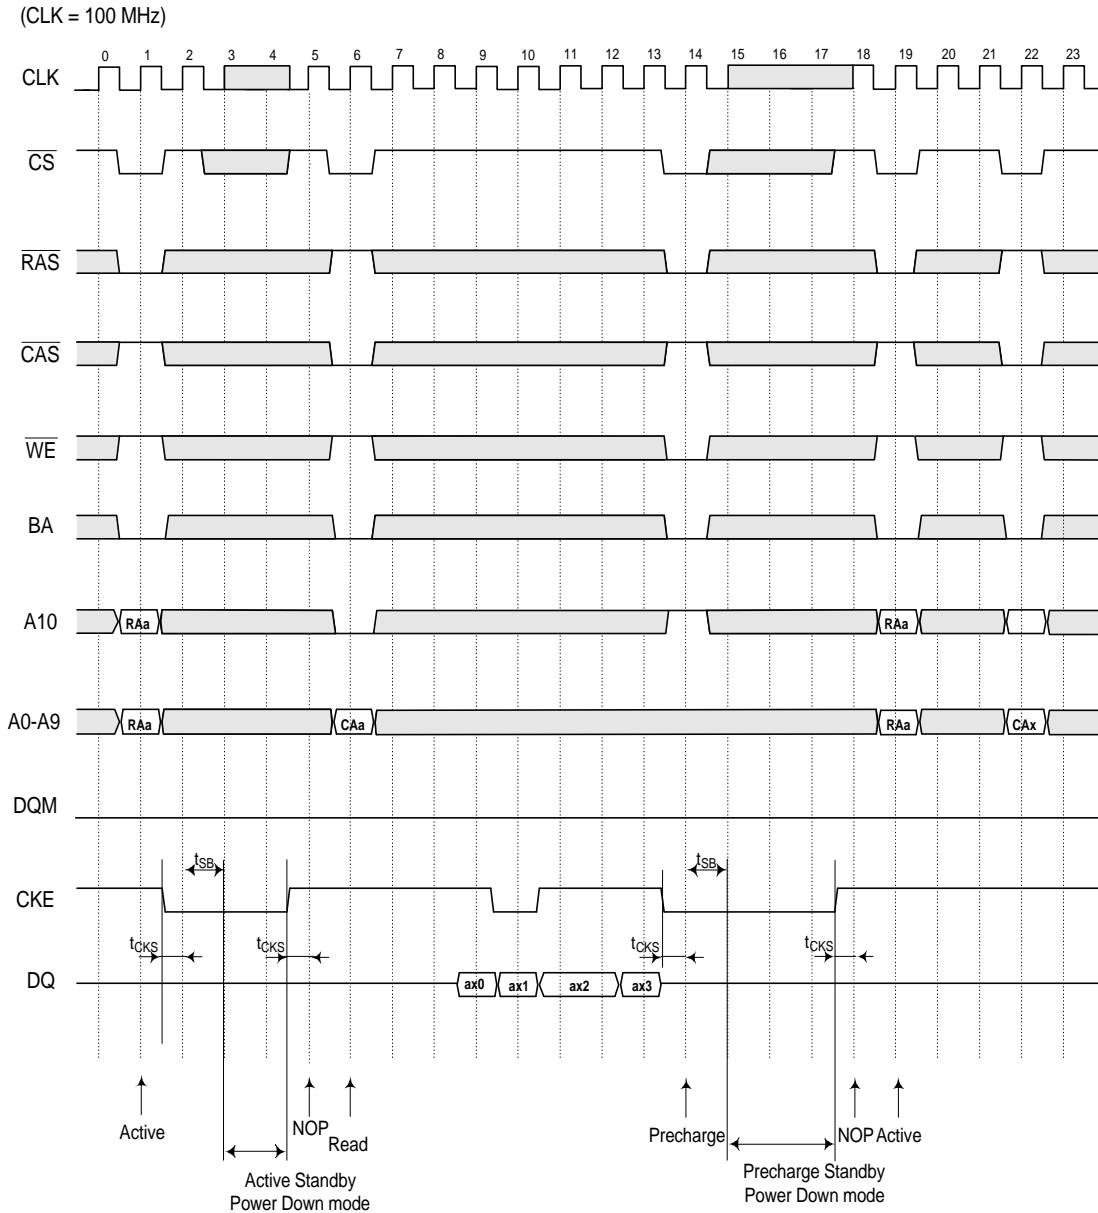 (CLK = 100 MHz)
0 1 2 3 4 5 6 7 8 9 10 11 12 13 14 15 16 17 18 19 20 21 22 23
CLK
CS
RAS
CAS
WE
BA
A10 RAa RAa
A0-A9 RAa CAa RAa CAx
DQM
tSB tSB
CKE
tCKS tCKS tCKS tCKS
DQ ax0 ax1 ax2 ax3
Active NOP Read Precharge NOP Active
Active Standby
Power Down mode
Precharge Standby
Power Down mode